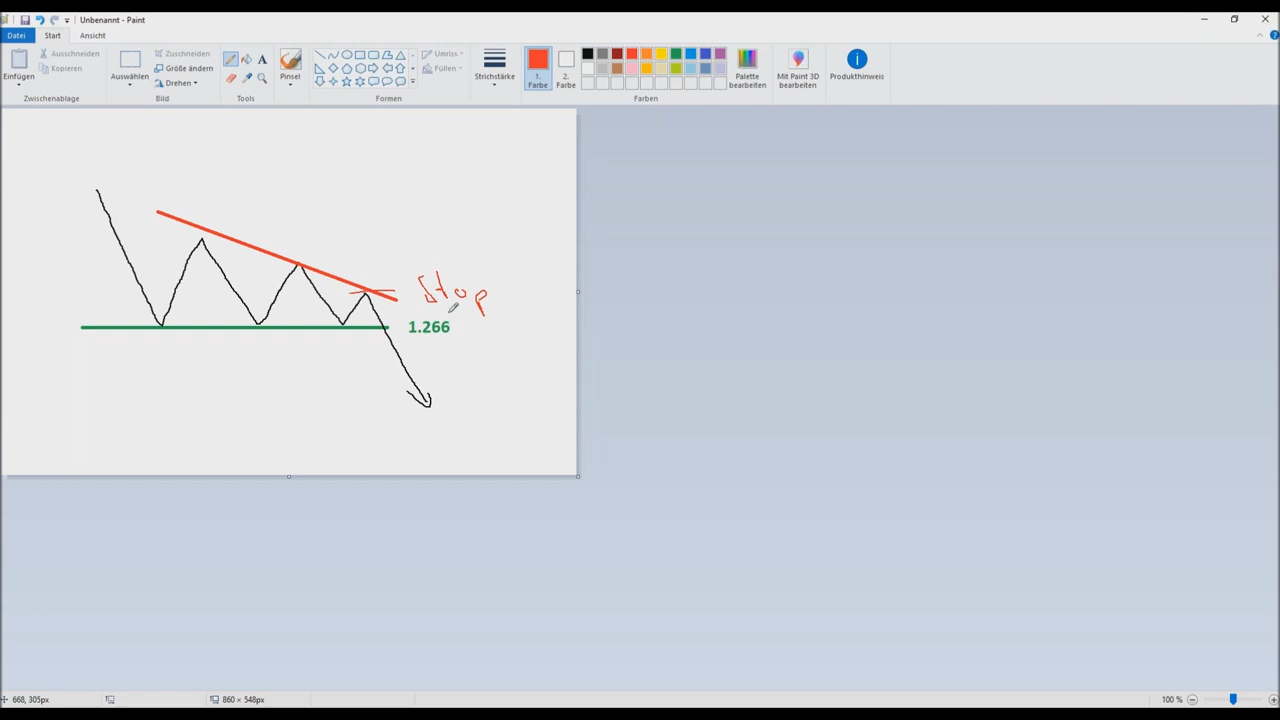 Unbenannt - Paint
Datei Start Ansicht
Einfügen
Ausschneiden
Kopieren
Zwischenablage
Auswählen
Zuschneiden
Größe ändern
Drehen
Bild
A
Tools
Pinsel
Formen
Umriss
Füllen
Strichstärke
1. Farbe
2. Farbe
Farben
Palette bearbeiten
Mit Paint 3D bearbeiten
Produkthinweis
Stop
1.266
668, 305px
860 × 548px
100 %